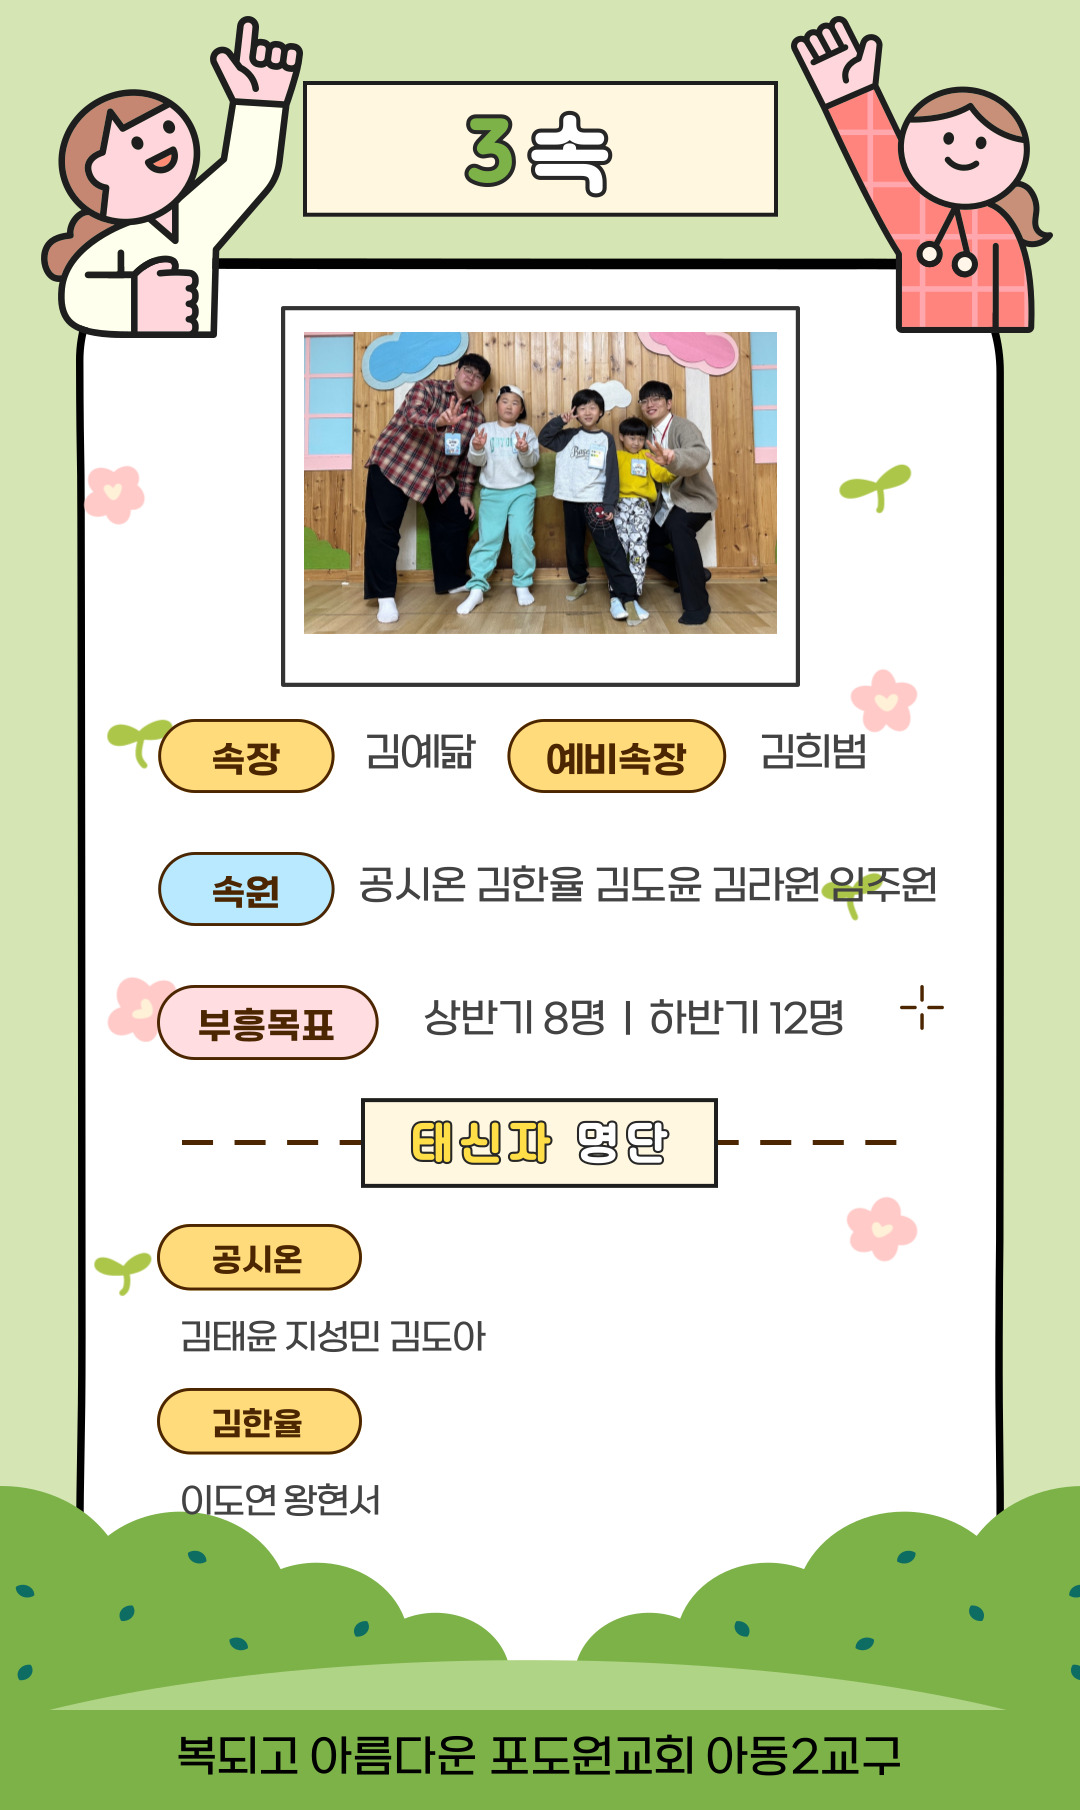 3속
속장 김예닮 예비속장 김희범
속원 공시온 김한율 김도윤 김라원 임주원
부흥목표 상반기 8명 | 하반기 12명
태신자 명단
공시온
김태윤 지성민 김도아
김한율
이도연 왕현서
복되고 아름다운 포도원교회 아동2교구